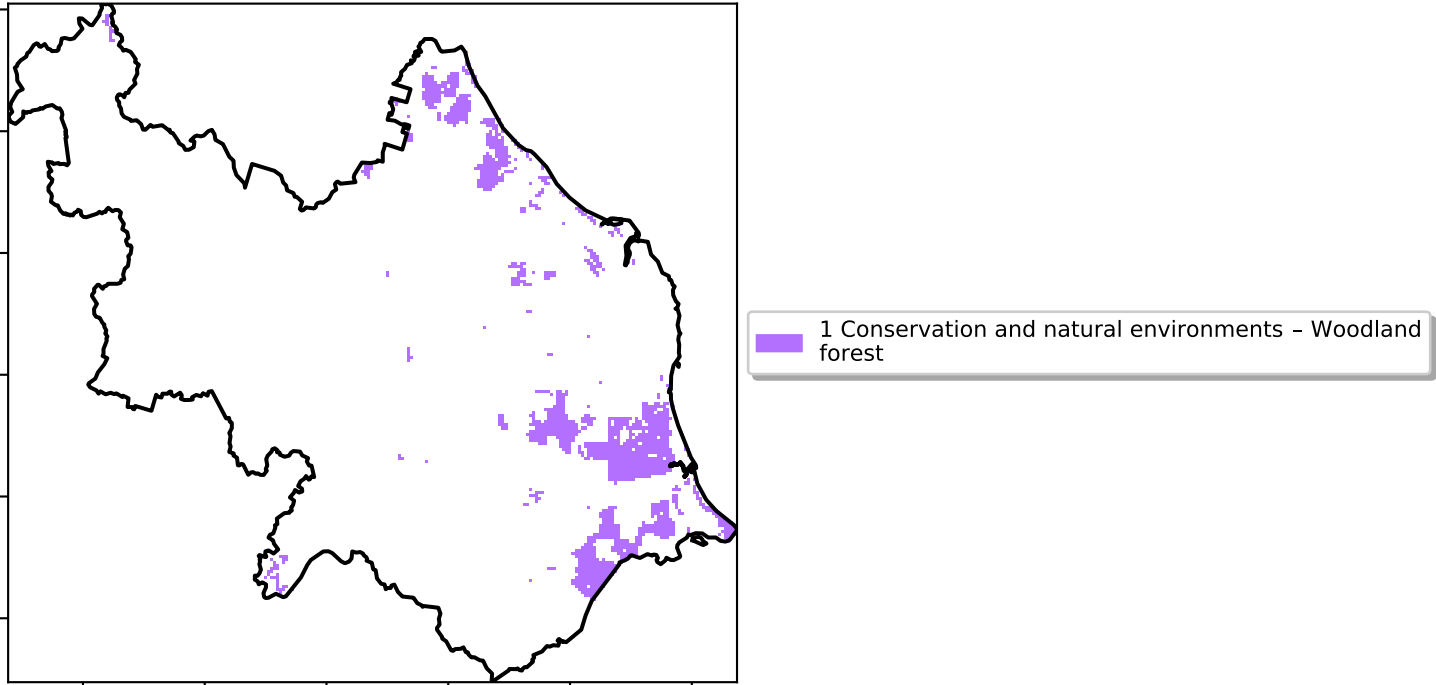 1 Conservation and natural environments – Woodland
forest